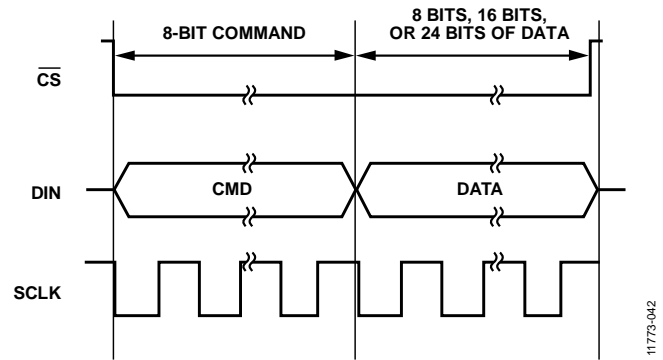 8-BIT COMMAND
8 BITS, 16 BITS,
OR 24 BITS OF DATA
CS
DIN
CMD
DATA
SCLK
11773-042